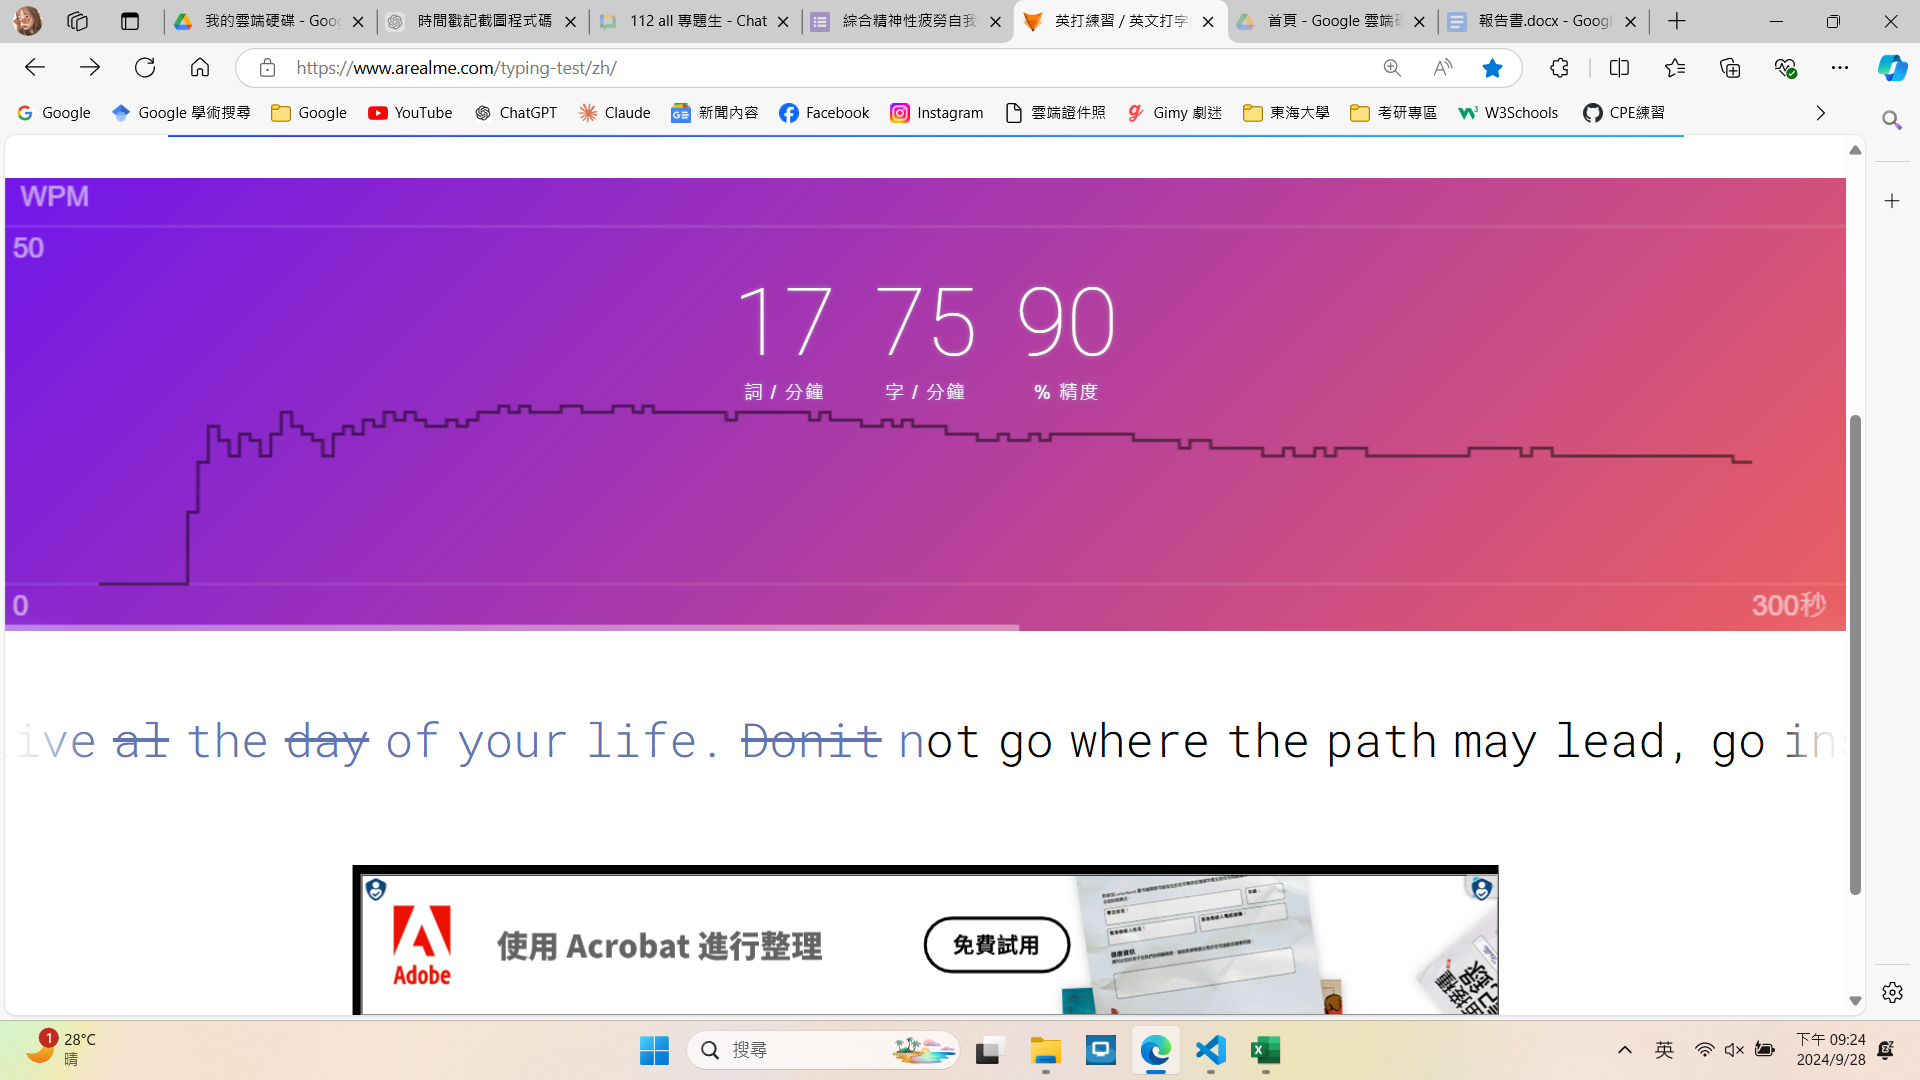 我的雲端硬碟 - Goog
時間戳記截圖程式碼
112 all 專題生 - Chat
綜合精神性疲勞自我
英打練習 / 英文打字
首頁 - Google 雲端硬
報告書.docx - Googl
https://www.arealme.com/typing-test/zh/
Google
Google 學術搜尋
Google
YouTube
ChatGPT
Claude
新聞內容
Facebook
Instagram
雲端證件照
Gimy 劇迷
東海大學
考研專區
W3Schools
CPE練習
WPM
50
17 75 90
詞 / 分鐘 字 / 分鐘 % 精度
0
300秒
ive al the day of your life. Donit not go where the path may lead, go in
Adobe
使用 Acrobat 進行整理
免費試用
1
28°C
晴
搜尋
英
下午 09:24
2024/9/28